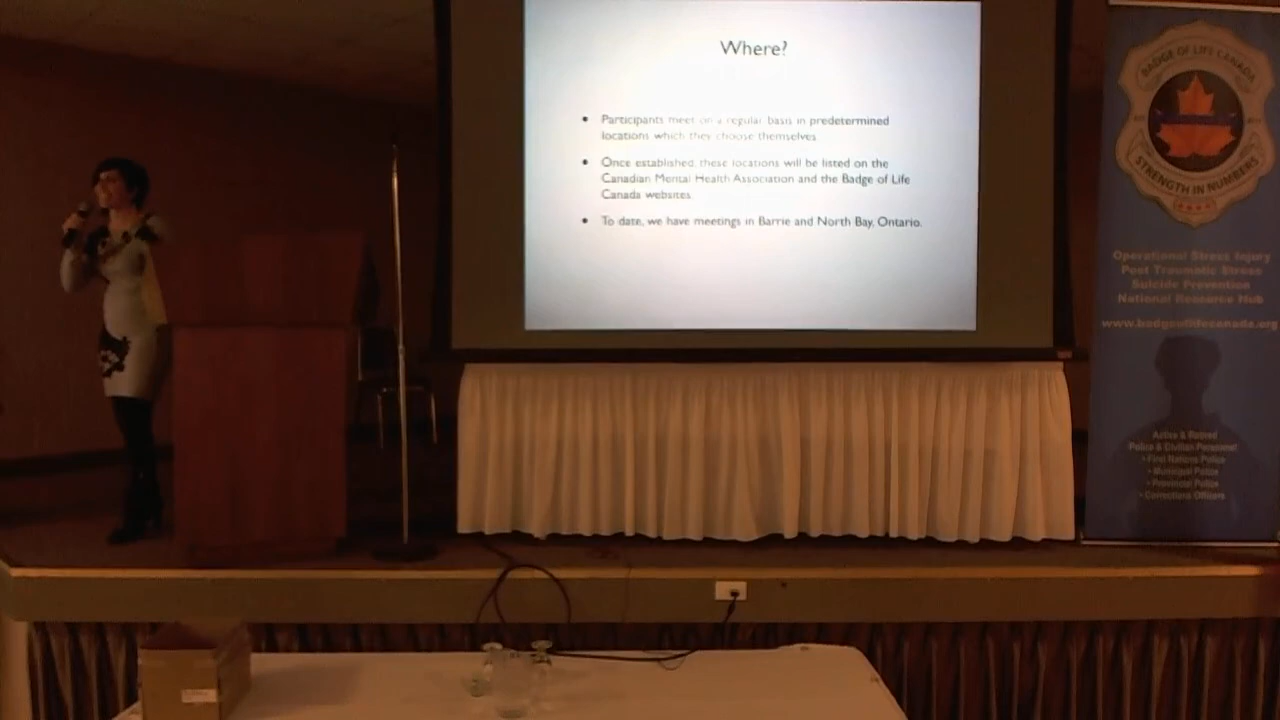 Where?
• Participants meet on a regular basis in predetermined
locations which they choose themselves.
• Once established, these locations will be listed on the
Canadian Mental Health Association and the Badge of Life
Canada websites.
• To date, we have meetings in Barrie and North Bay, Ontario.
BADGE OF LIFE CANADA
STRENGTH IN NUMBERS
Operational Stress Injury
Post Traumatic Stress
Suicide Prevention
National Resource Hub
www.badgeoflifecanada.org
Active & Retired
Police & Civilian Personnel
• First Nations Police
• Municipal Police
• Provincial Police
• Corrections Officers